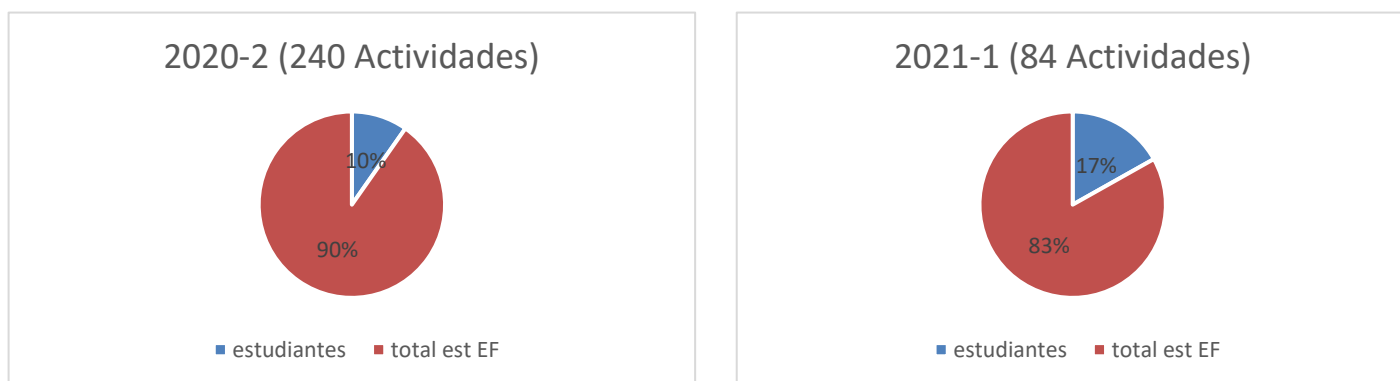 2020-2 (240 Actividades)
10%
90%
estudiantes total est EF
2021-1 (84 Actividades)
17%
83%
estudiantes total est EF